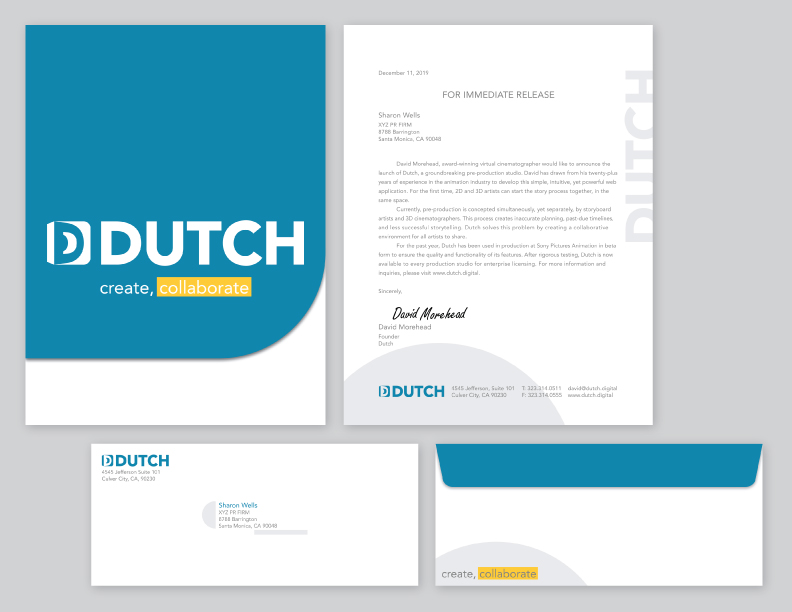 DUTCH
create, collaborate
December 11, 2019
FOR IMMEDIATE RELEASE
Sharon Wells
XYZ PR FIRM
8788 Barrington
Santa Monica, CA 90048
David Morehead, award-winning virtual cinematographer would like to announce the
launch of Dutch, a groundbreaking pre-production studio. David has drawn from his twenty-plus
years of experience in the animation industry to develop this simple, intuitive, yet powerful web
application. For the first time, 2D and 3D artists can start the story process together, in the
same space.
Currently, pre-production is concepted simultaneously, yet separately, by storyboard
artists and 3D cinematographers. This process creates inaccurate planning, past-due timelines,
and less successful storytelling. Dutch solves this problem by creating a collaborative
environment for all artists to share.
For the past year, Dutch has been used in production at Sony Pictures Animation in beta
form to ensure the quality and functionality of its features. After rigorous testing, Dutch is now
available to every production studio for enterprise licensing. For more information and
inquiries, please visit www.dutch.digital.
Sincerely,
David Morehead
David Morehead
Founder
Dutch
DUTCH
DUTCH
4545 Jefferson, Suite 101 T: 323.314.0511 david@dutch.digital
Culver City, CA 90230 F: 323.314.0555 www.dutch.digital
DUTCH
4545 Jefferson Suite 101
Culver City, CA, 90230
Sharon Wells
XYZ PR FIRM
8788 Barrington
Santa Monica, CA 90048
create, collaborate